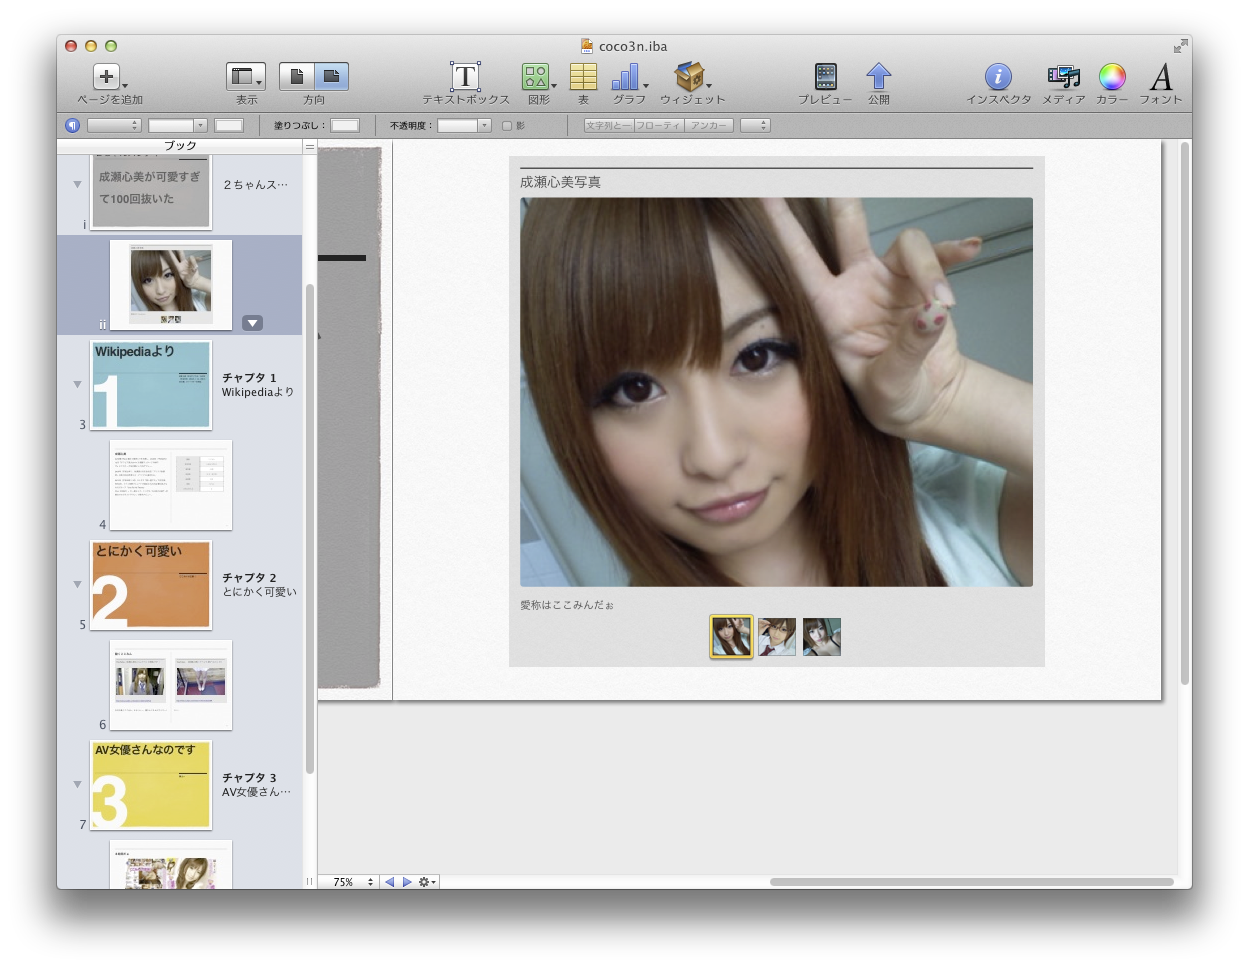 coco3n.iba
ページを追加
表示
方向
テキストボックス
図形
表
グラフ
ウィジェット
プレビュー
公開
インスペクタ
メディア
カラー
フォント
塗りつぶし：
不透明度：
影
文字列と一
フローティ
アンカー
ブック
成瀬心美が可愛すぎ
て100回抜いた
２ちゃんス…
i
ii
Wikipediaより
1
チャプタ 1
Wikipediaより
3
4
とにかく可愛い
2
チャプタ 2
とにかく可愛い
5
6
AV女優さんなのです
3
チャプタ 3
AV女優さん…
7
成瀬心美写真
愛称はここみんだぉ
75%